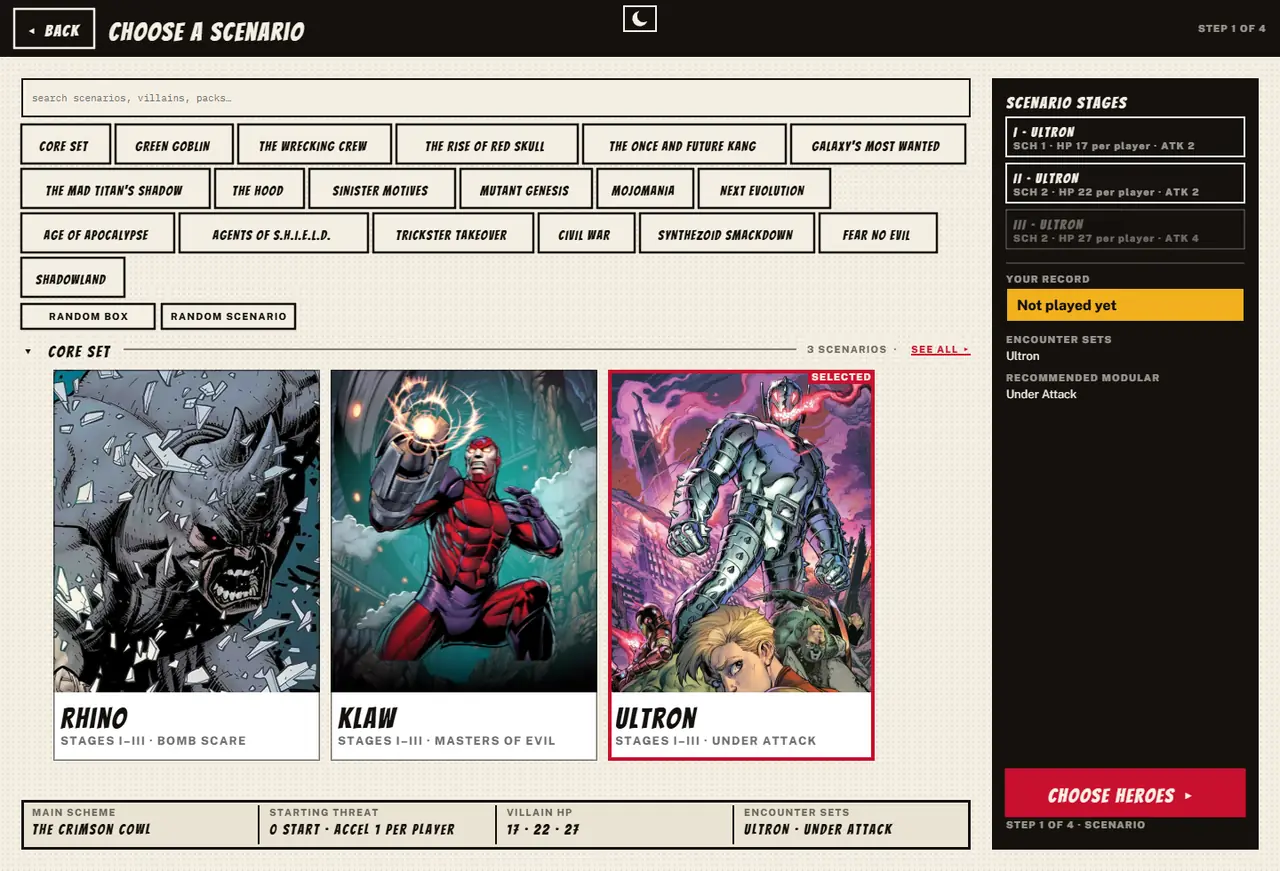 ◂ BACK
CHOOSE A SCENARIO
STEP 1 OF 4
search scenarios, villains, packs…
CORE SET
GREEN GOBLIN
THE WRECKING CREW
THE RISE OF RED SKULL
THE ONCE AND FUTURE KANG
GALAXY'S MOST WANTED
THE MAD TITAN'S SHADOW
THE HOOD
SINISTER MOTIVES
MUTANT GENESIS
MOJOMANIA
NEXT EVOLUTION
AGE OF APOCALYPSE
AGENTS OF S.H.I.E.L.D.
TRICKSTER TAKEOVER
CIVIL WAR
SYNTHEZOID SMACKDOWN
FEAR NO EVIL
SHADOWLAND
RANDOM BOX
RANDOM SCENARIO
▾ CORE SET
3 SCENARIOS ·
SEE ALL ▸
SELECTED
RHINO
STAGES I–III · BOMB SCARE
KLAW
STAGES I–III · MASTERS OF EVIL
ULTRON
STAGES I–III · UNDER ATTACK
MAIN SCHEME
THE CRIMSON COWL
STARTING THREAT
0 START · ACCEL 1 PER PLAYER
VILLAIN HP
17 · 22 · 27
ENCOUNTER SETS
ULTRON · UNDER ATTACK
SCENARIO STAGES
I · ULTRON
SCH 1 · HP 17 per player · ATK 2
II · ULTRON
SCH 2 · HP 22 per player · ATK 2
III · ULTRON
SCH 2 · HP 27 per player · ATK 4
YOUR RECORD
Not played yet
ENCOUNTER SETS
Ultron
RECOMMENDED MODULAR
Under Attack
CHOOSE HEROES ▸
STEP 1 OF 4 · SCENARIO